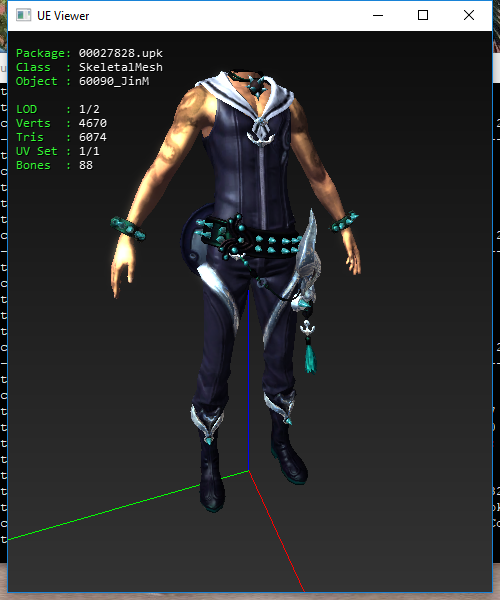 UE Viewer
Package: 00027828.upk
Class : SkeletalMesh
Object : 60090_JinM
LOD : 1/2
Verts : 4670
Tris : 6074
UV Set : 1/1
Bones : 88